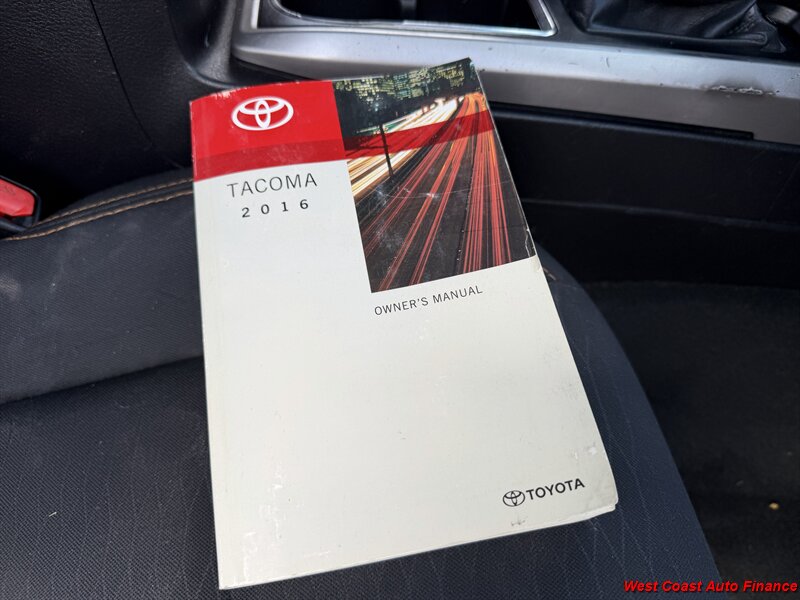 TACOMA
2016
OWNER'S MANUAL
TOYOTA
West Coast Auto Finance